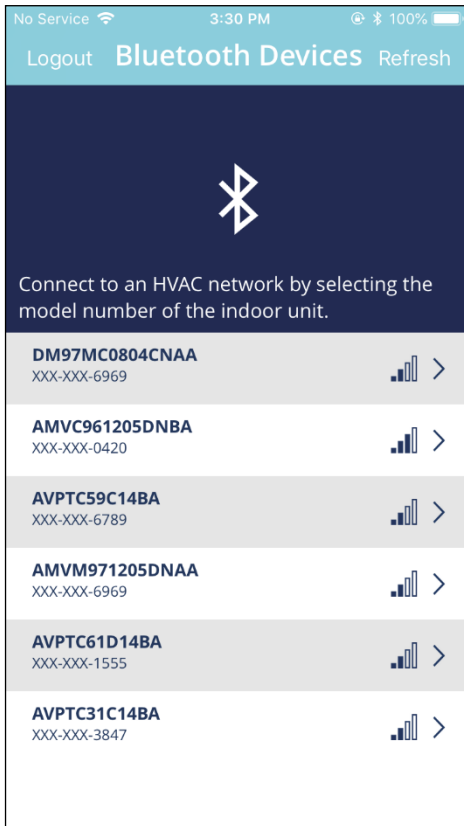 No Service 3:30 PM 100%
Logout Bluetooth Devices Refresh
Connect to an HVAC network by selecting the
model number of the indoor unit.
DM97MC0804CNAA
XXX-XXX-6969
AMVC961205DNBA
XXX-XXX-0420
AVPTC59C14BA
XXX-XXX-6789
AMVM971205DNAA
XXX-XXX-6969
AVPTC61D14BA
XXX-XXX-1555
AVPTC31C14BA
XXX-XXX-3847